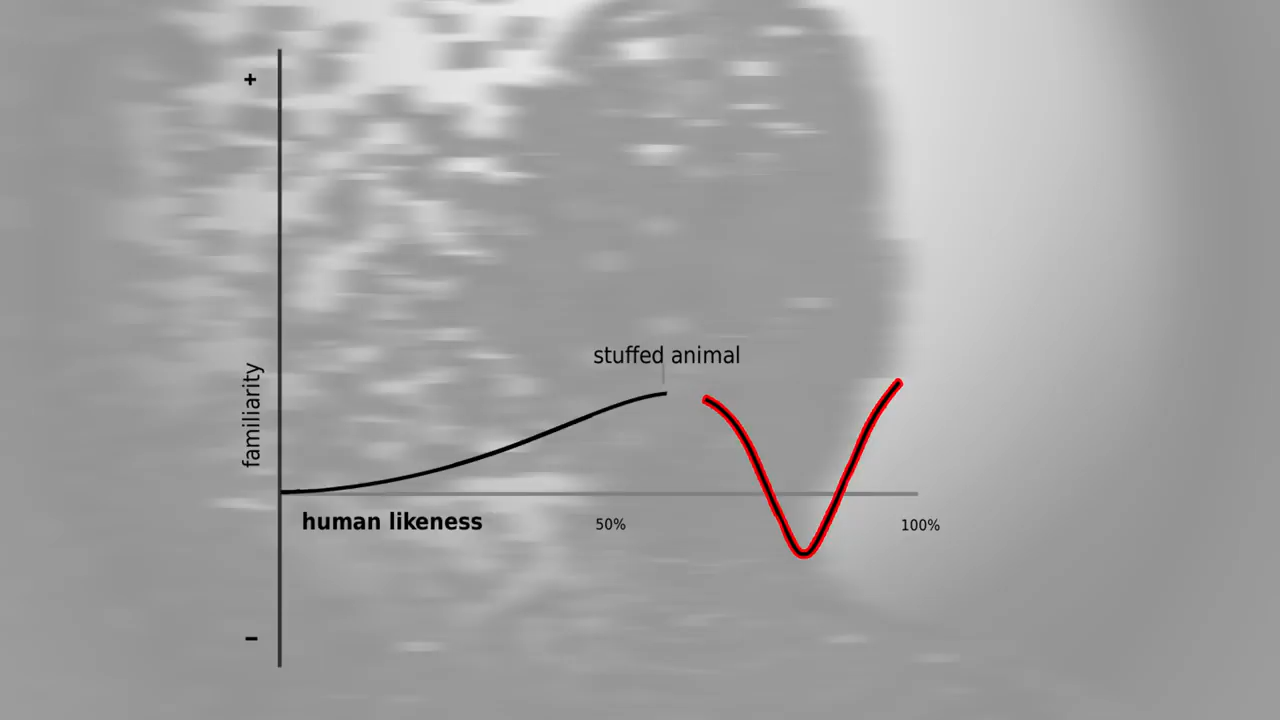 +
stuffed animal
familiarity
human likeness
50%
100%
–